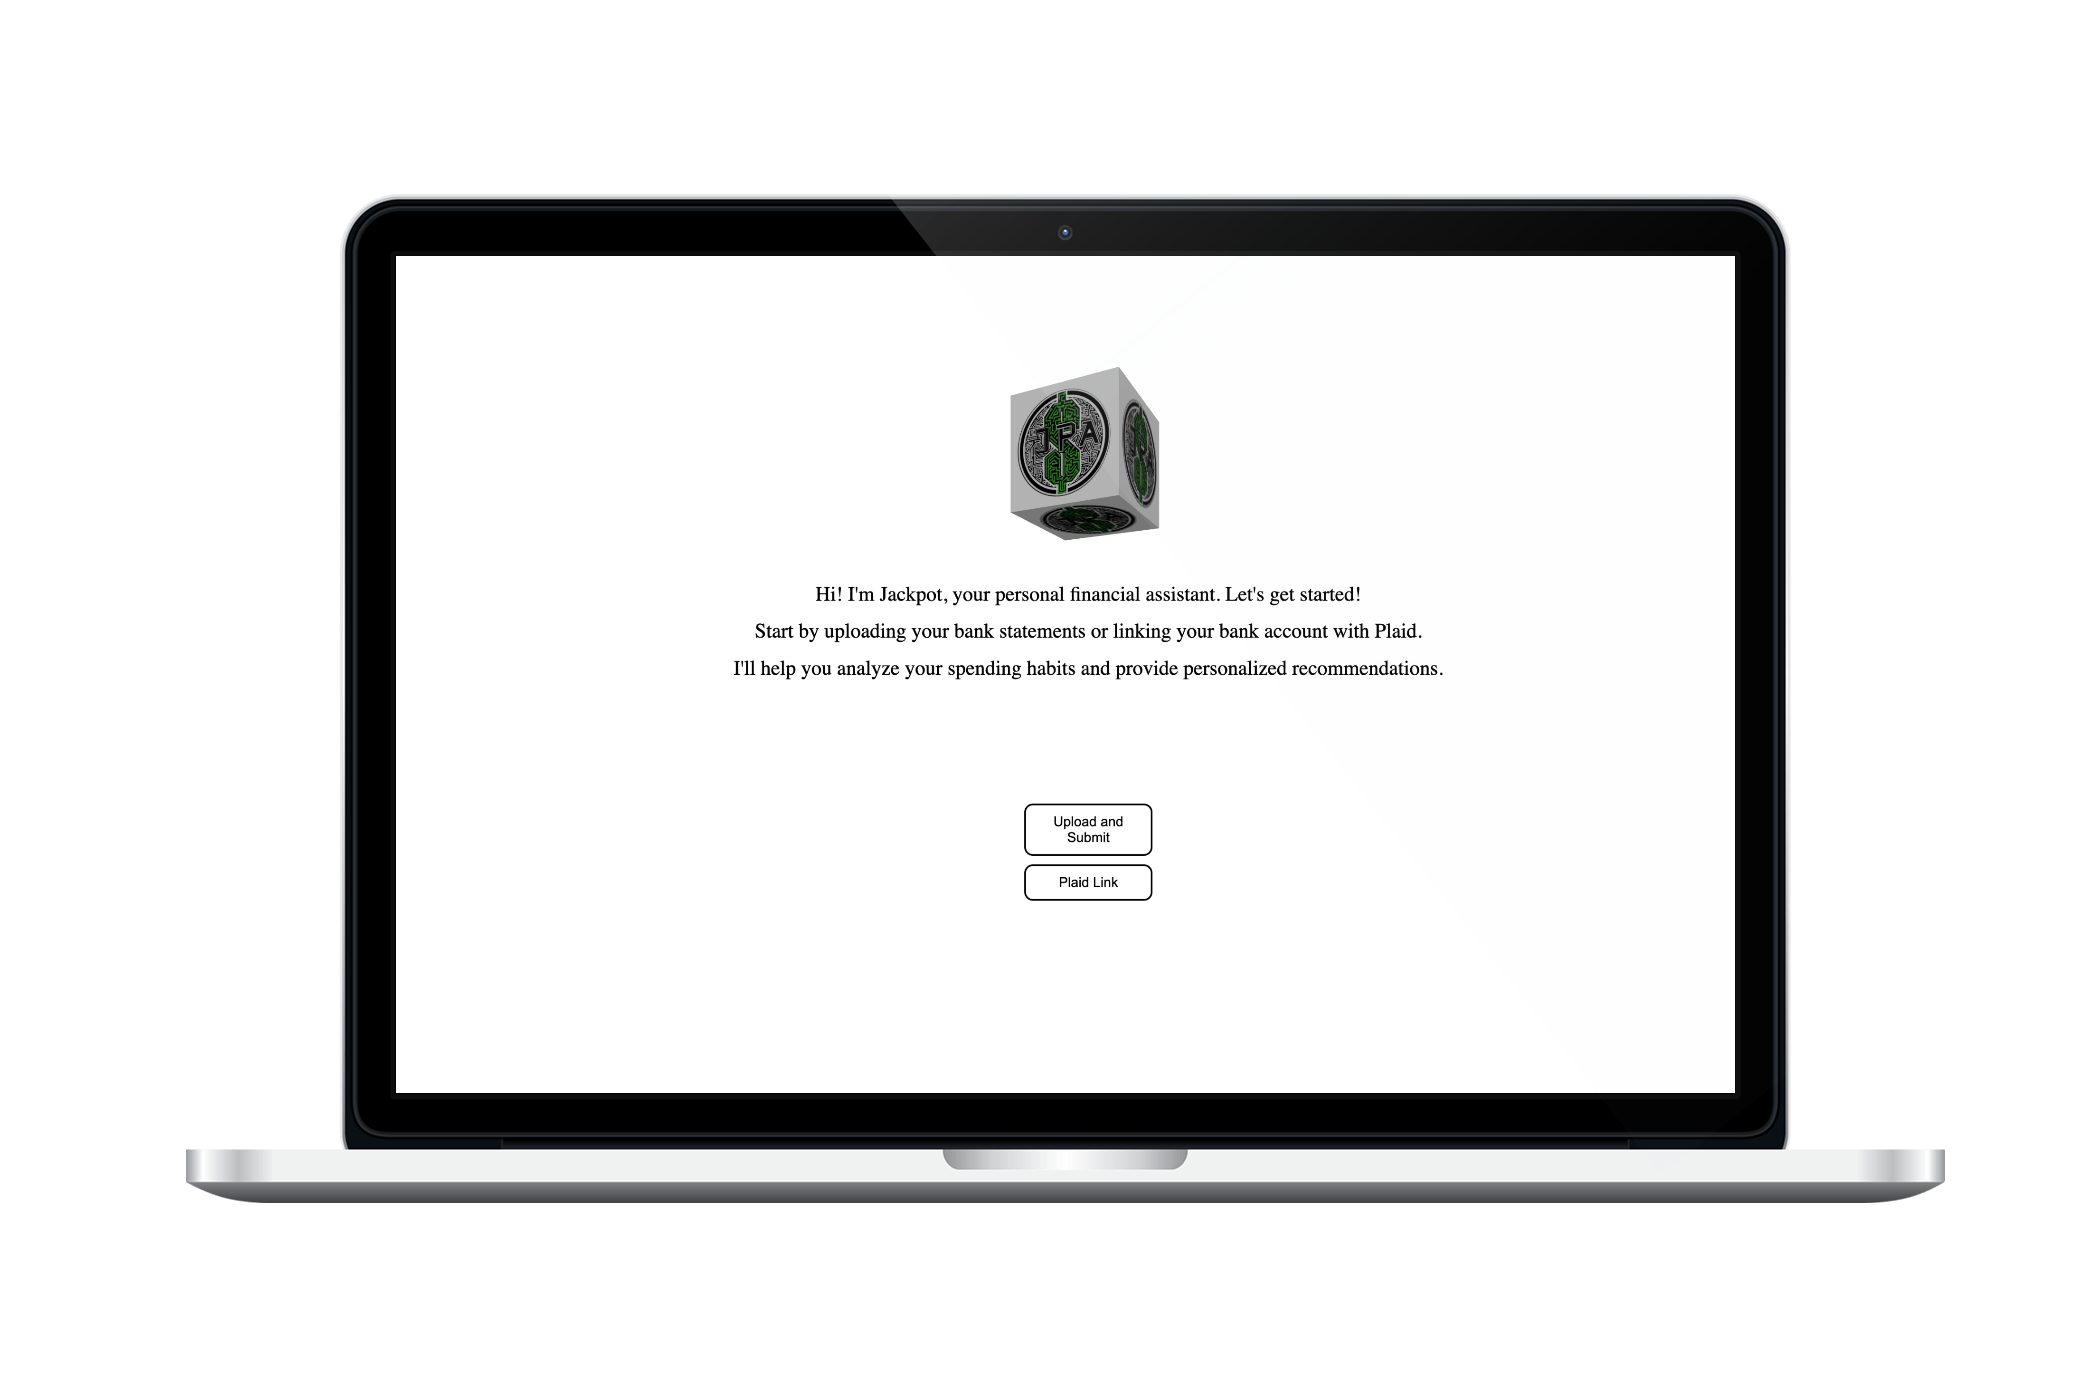 JPA
Hi! I'm Jackpot, your personal financial assistant. Let's get started!
Start by uploading your bank statements or linking your bank account with Plaid.
I'll help you analyze your spending habits and provide personalized recommendations.
Upload and
Submit
Plaid Link